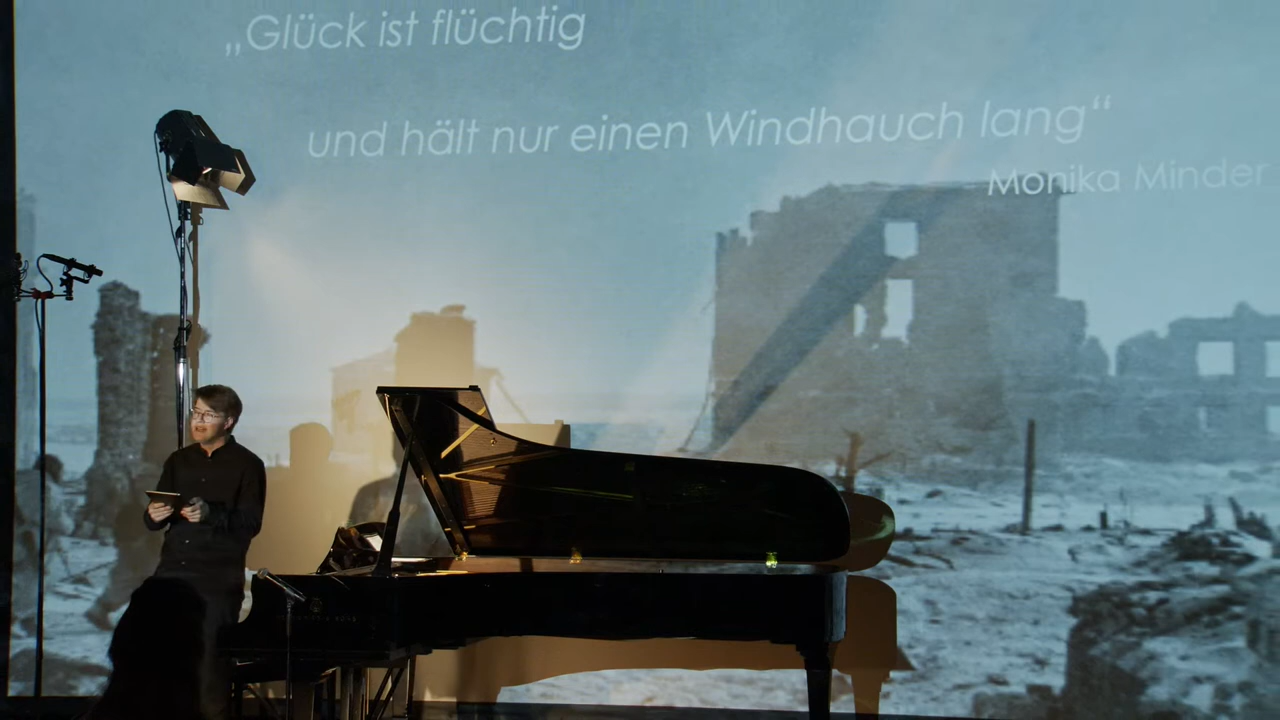 „Glück ist flüchtig
und hält nur einen Windhauch lang“
Monika Minder